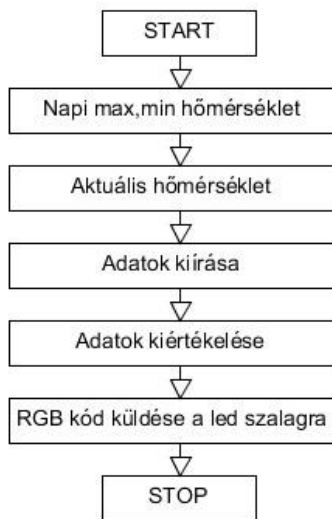 START
Napi max,min hőmérséklet
Aktuális hőmérséklet
Adatok kiírása
Adatok kiértékelése
RGB kód küldése a led szalagra
STOP